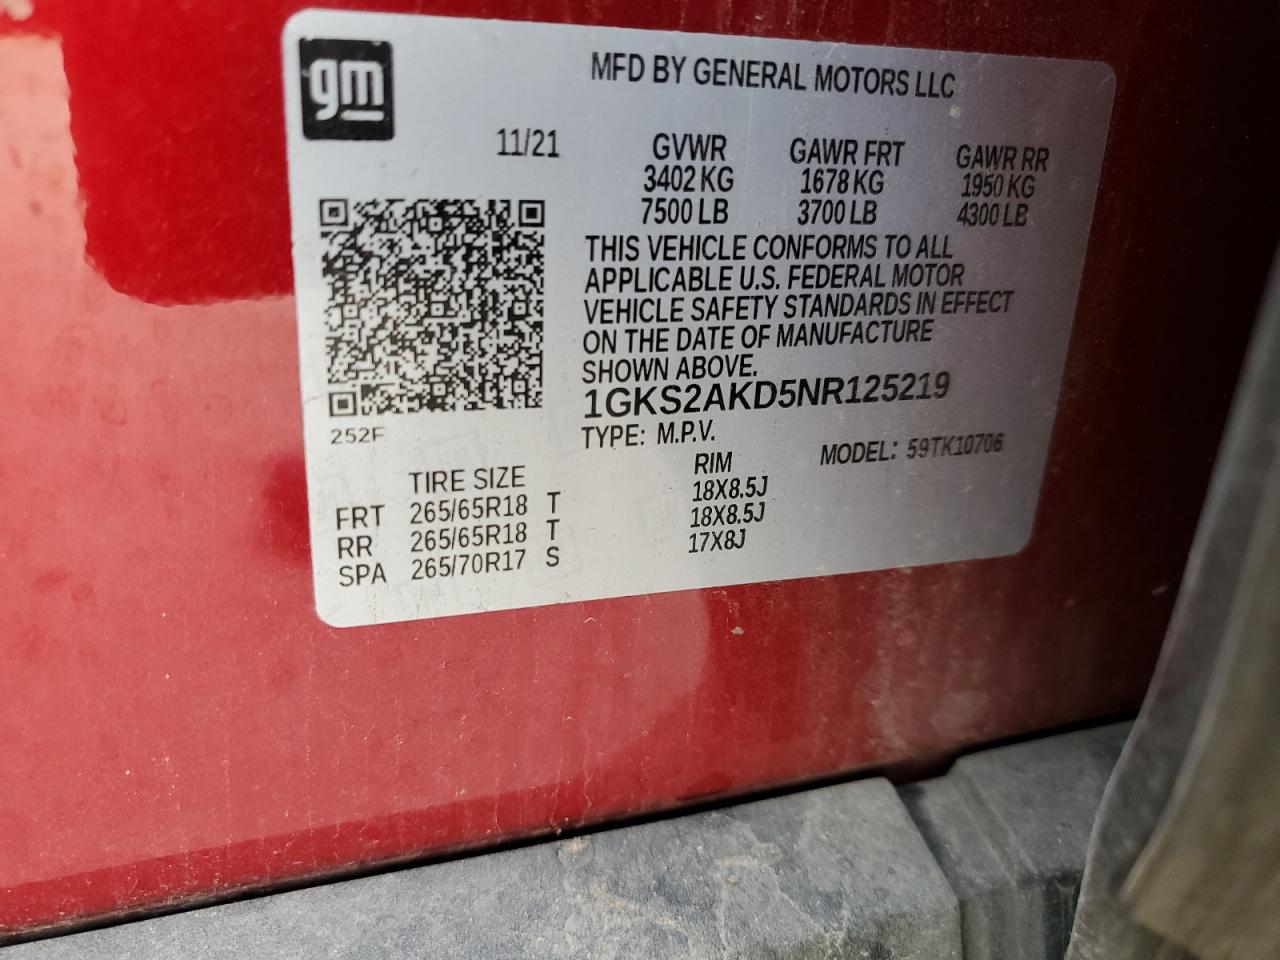 gm
MFD BY GENERAL MOTORS LLC
11/21 GVWR GAWR FRT GAWR RR
3402 KG 1678 KG 1950 KG
7500 LB 3700 LB 4300 LB
THIS VEHICLE CONFORMS TO ALL
APPLICABLE U.S. FEDERAL MOTOR
VEHICLE SAFETY STANDARDS IN EFFECT
ON THE DATE OF MANUFACTURE
SHOWN ABOVE.
1GKS2AKD5NR125219
252F
TYPE: M.P.V. MODEL: 59TK10706
TIRE SIZE RIM
FRT 265/65R18 T 18X8.5J
RR 265/65R18 T 18X8.5J
SPA 265/70R17 S 17X8J